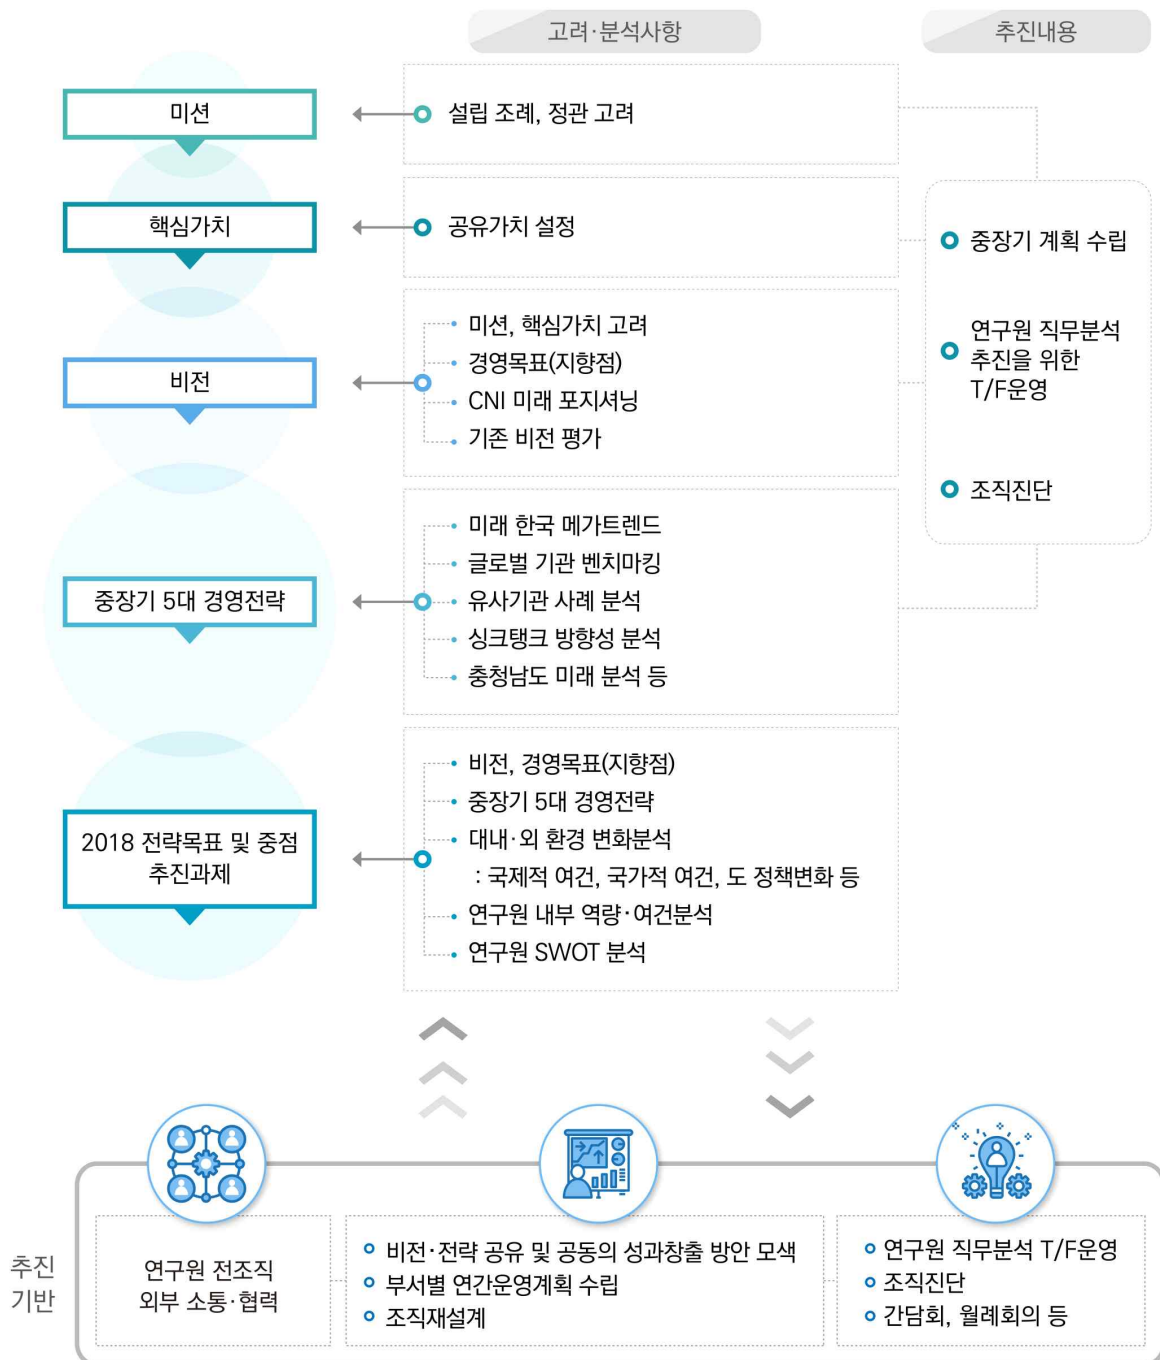 고려·분석사항
추진내용
미션
설립 조례, 정관 고려
핵심가치
공유가치 설정
비전
미션, 핵심가치 고려
경영목표(지향점)
CNI 미래 포지셔닝
기존 비전 평가
중장기 5대 경영전략
미래 한국 메가트렌드
글로벌 기관 벤치마킹
유사기관 사례 분석
싱크탱크 방향성 분석
충청남도 미래 분석 등
2018 전략목표 및 중점
추진과제
비전, 경영목표(지향점)
중장기 5대 경영전략
대내·외 환경 변화분석
: 국제적 여건, 국가적 여건, 도 정책변화 등
연구원 내부 역량·여건분석
연구원 SWOT 분석
중장기 계획 수립
연구원 직무분석
추진을 위한
T/F운영
조직진단
추진
기반
연구원 전조직
외부 소통·협력
비전·전략 공유 및 공동의 성과창출 방안 모색
부서별 연간운영계획 수립
조직재설계
연구원 직무분석 T/F운영
조직진단
간담회, 월례회의 등